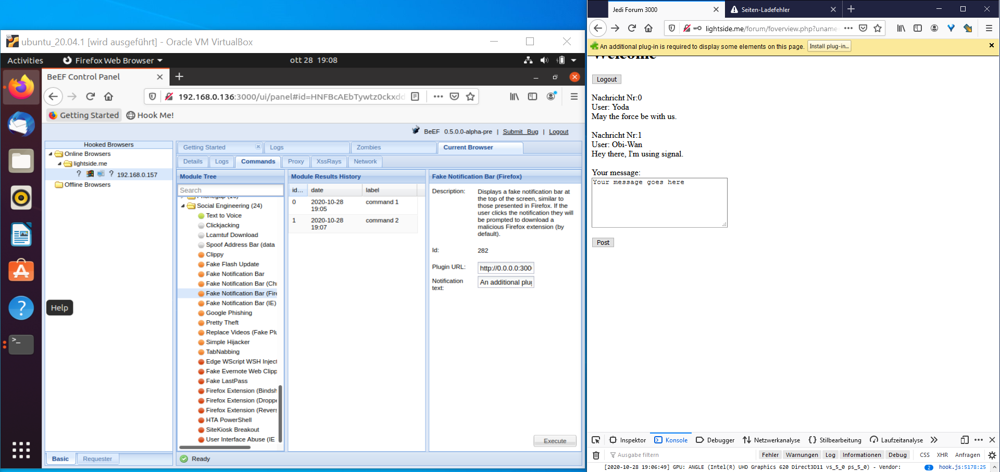 ubuntu_20.04.1 [wird ausgeführt] - Oracle VM VirtualBox
Activities
Firefox Web Browser
ott 28 19:08
BeEF Control Panel
192.168.0.136:3000/ui/panel#id=HNFBcAEbTywtz0ckxdd
Getting Started
Hook Me!
BeEF 0.5.0.0-alpha-pre | Submit Bug | Logout
Hooked Browsers
Online Browsers
lightside.me
? ? 192.168.0.157
Offline Browsers
Basic
Requester
Help
Getting Started
Logs
Zombies
Current Browser
Details
Logs
Commands
Proxy
XssRays
Network
Module Tree
Search
Social Engineering (24)
Text to Voice
Clickjacking
Lcamtuf Download
Spoof Address Bar (data
Clippy
Fake Flash Update
Fake Notification Bar
Fake Notification Bar (Chr
Fake Notification Bar (Fire
Fake Notification Bar (IE)
Google Phishing
Pretty Theft
Replace Videos (Fake Plu
Simple Hijacker
TabNabbing
Edge WScript WSH Inject
Fake Evernote Web Clipp
Fake LastPass
Firefox Extension (Bindsh
Firefox Extension (Droppe
Firefox Extension (Revers
HTA PowerShell
SiteKiosk Breakout
User Interface Abuse (IE
Module Results History
id... date label
0 2020-10-28 19:05 command 1
1 2020-10-28 19:07 command 2
Fake Notification Bar (Firefox)
Description: Displays a fake notification bar at
the top of the screen, similar to
those presented in Firefox. If the
user clicks the notification they will
be prompted to download a
malicious Firefox extension (by
default).
Id: 282
Plugin URL: http://0.0.0.0:300
Notification text: An additional plug
Execute
Ready
Jedi Forum 3000
Seiten-Ladefehler
lightside.me/forum/foverview.php?uname
An additional plug-in is required to display some elements on this page.
Install plug-in...
Welcome
Logout
Nachricht Nr:0
User: Yoda
May the force be with us.
Nachricht Nr:1
User: Obi-Wan
Hey there, I'm using signal.
Your message:
Your message goes here
Post
Inspektor
Konsole
Debugger
Netzwerkanalyse
Stilbearbeitung
Laufzeitanalyse
Ausgabe filtern
Fehler
Warnungen
Log
Informationen
Debug
CSS
XHR
Anfragen
[2020-10-28 19:06:49] GPU: ANGLE (Intel(R) UHD Graphics 620 Direct3D11 vs_5_0 ps_5_0) - Vendor:
2
hook.js:5178:25